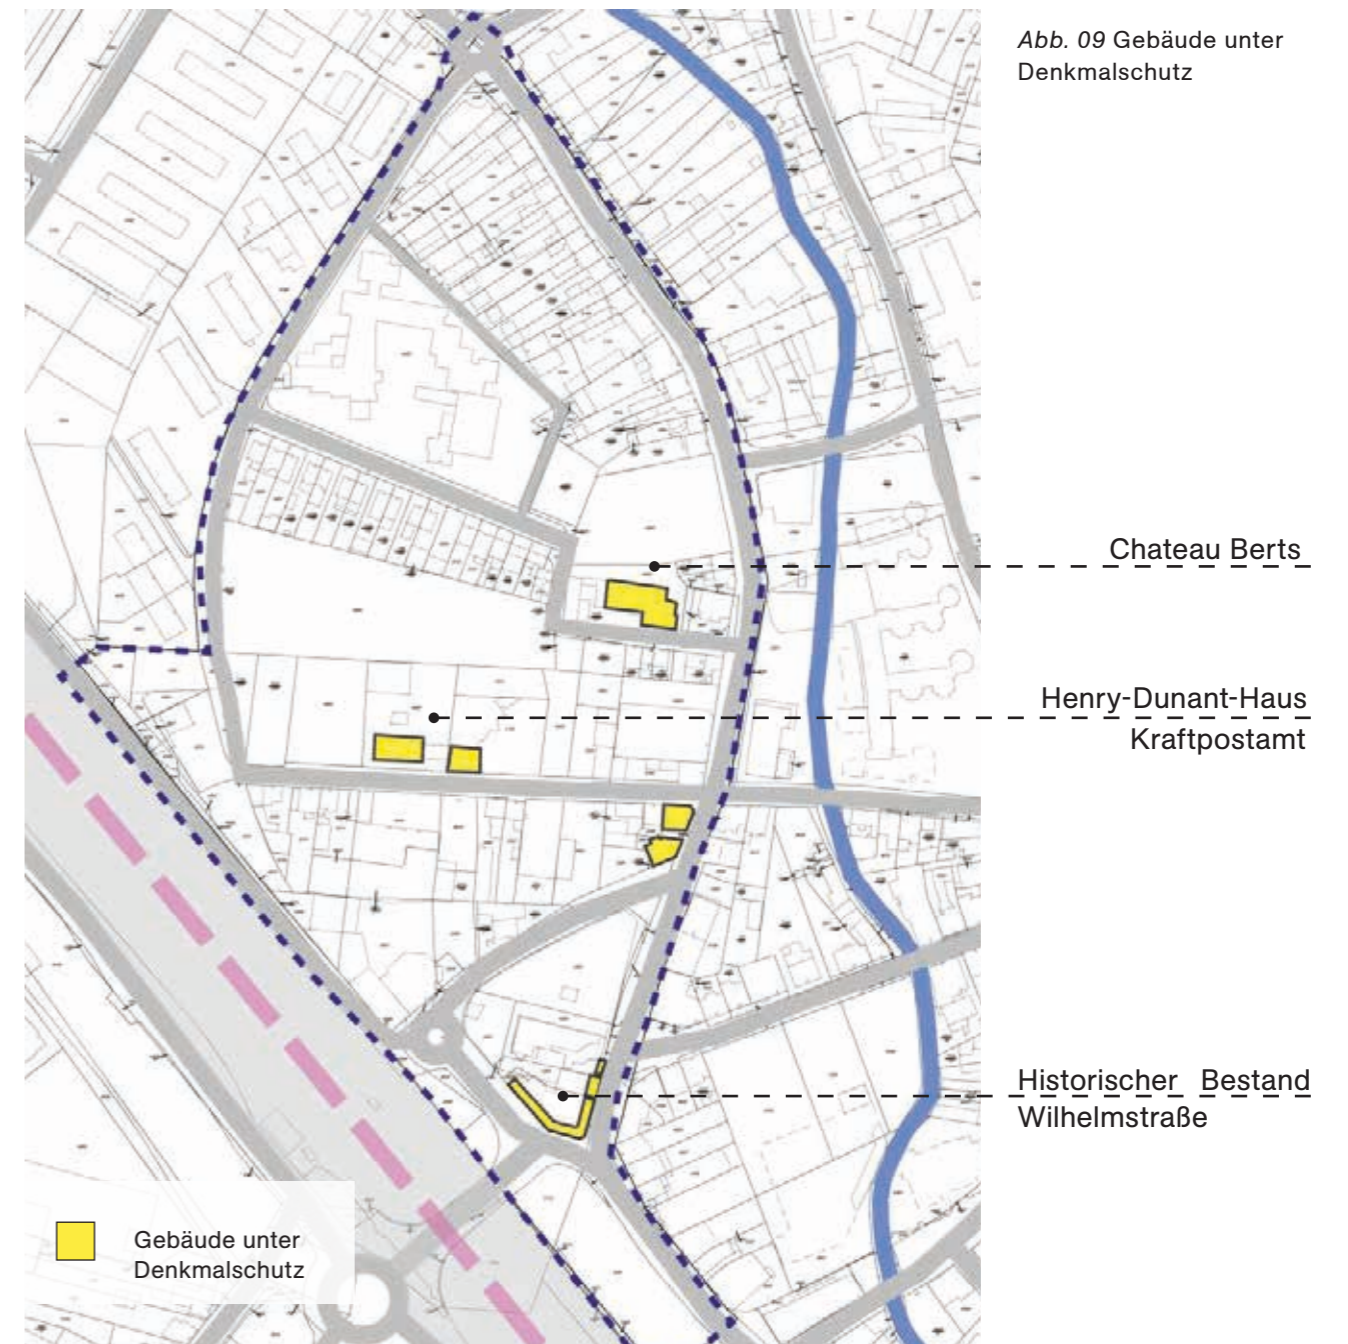 Abb. 09 Gebäude unter
Denkmalschutz
Chateau Berts
Henry-Dunant-Haus
Kraftpostamt
Historischer Bestand
Wilhelmstraße
Gebäude unter
Denkmalschutz